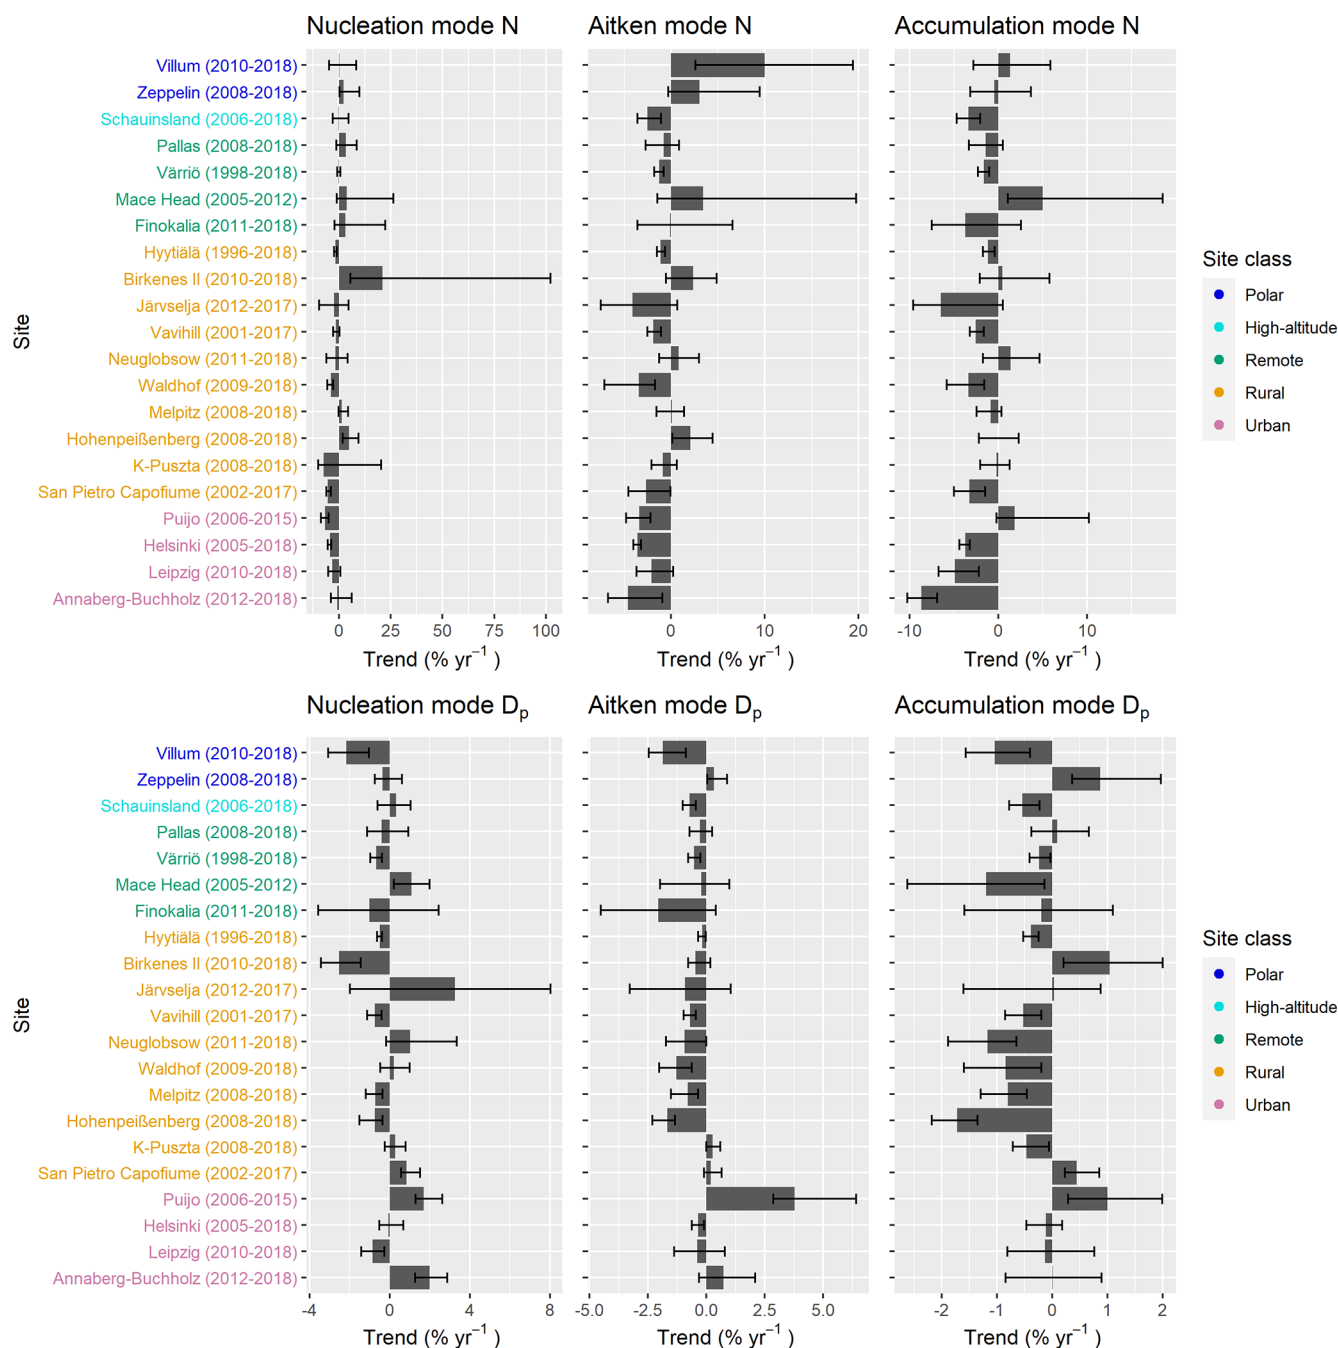 Nucleation mode N
Aitken mode N
Accumulation mode N
Villum (2010-2018)
Zeppelin (2008-2018)
Schauinsland (2006-2018)
Pallas (2008-2018)
Värriö (1998-2018)
Mace Head (2005-2012)
Finokalia (2011-2018)
Hyytiälä (1996-2018)
Birkenes II (2010-2018)
Järvselja (2012-2017)
Vavihill (2001-2017)
Neuglobsow (2011-2018)
Waldhof (2009-2018)
Melpitz (2008-2018)
Hohenpeißenberg (2008-2018)
K-Puszta (2008-2018)
San Pietro Capofiume (2002-2017)
Puijo (2006-2015)
Helsinki (2005-2018)
Leipzig (2010-2018)
Annaberg-Buchholz (2012-2018)
Site
0 25 50 75 100
0 10 20
-10 0 10
Trend (% yr⁻¹ )
Trend (% yr⁻¹ )
Trend (% yr⁻¹ )
Site class
Polar
High-altitude
Remote
Rural
Urban
Nucleation mode Dₚ
Aitken mode Dₚ
Accumulation mode Dₚ
Villum (2010-2018)
Zeppelin (2008-2018)
Schauinsland (2006-2018)
Pallas (2008-2018)
Värriö (1998-2018)
Mace Head (2005-2012)
Finokalia (2011-2018)
Hyytiälä (1996-2018)
Birkenes II (2010-2018)
Järvselja (2012-2017)
Vavihill (2001-2017)
Neuglobsow (2011-2018)
Waldhof (2009-2018)
Melpitz (2008-2018)
Hohenpeißenberg (2008-2018)
K-Puszta (2008-2018)
San Pietro Capofiume (2002-2017)
Puijo (2006-2015)
Helsinki (2005-2018)
Leipzig (2010-2018)
Annaberg-Buchholz (2012-2018)
Site
-4 0 4 8
-5.0 -2.5 0.0 2.5 5.0
-2 -1 0 1 2
Trend (% yr⁻¹ )
Trend (% yr⁻¹ )
Trend (% yr⁻¹ )
Site class
Polar
High-altitude
Remote
Rural
Urban